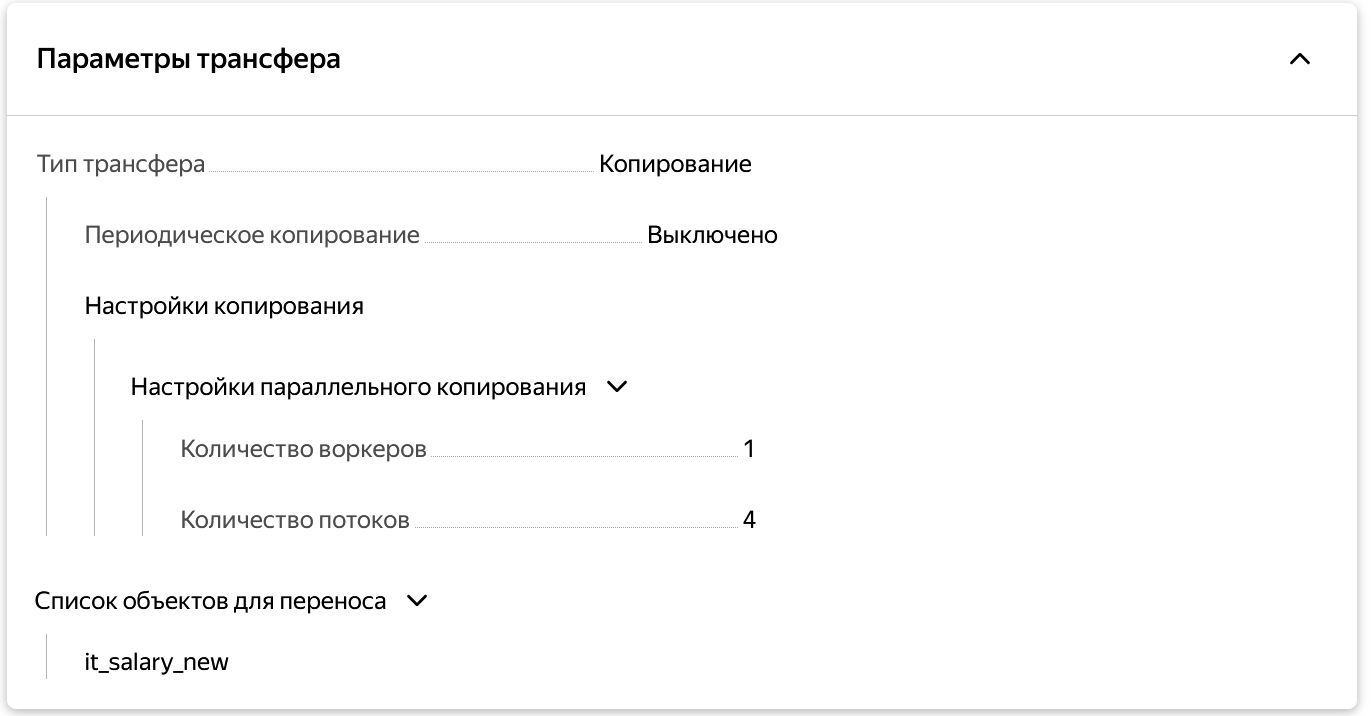 Параметры трансфера
Тип трансфера Копирование
Периодическое копирование Выключено
Настройки копирования
Настройки параллельного копирования
Количество воркеров 1
Количество потоков 4
Список объектов для переноса
it_salary_new